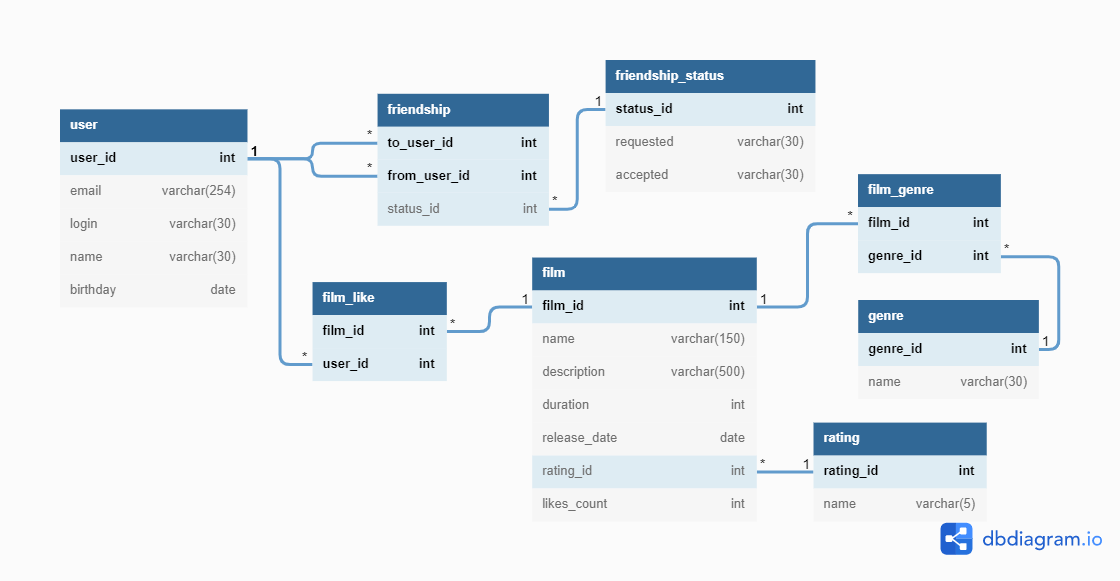 user
user_id int
email varchar(254)
login varchar(30)
name varchar(30)
birthday date
1
friendship
to_user_id int
from_user_id int
status_id int
*
*
*
friendship_status
status_id int
requested varchar(30)
accepted varchar(30)
1
film_like
film_id int
user_id int
*
*
film
film_id int
name varchar(150)
description varchar(500)
duration int
release_date date
rating_id int
likes_count int
1
1
*
film_genre
film_id int
genre_id int
*
*
genre
genre_id int
name varchar(30)
1
rating
rating_id int
name varchar(5)
1
dbdiagram.io